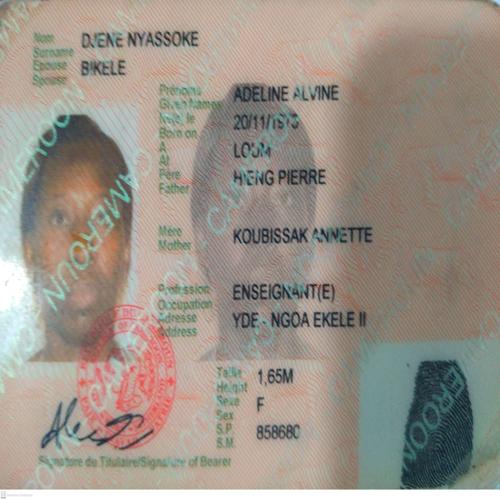 Nom
Surname
DJENE NYASSOKE
Epouse
Spouse
BIKELE
Prénoms
Given Names
ADELINE ALVINE
Né(e) le
Born on
20/11/197
A
At
LOUM
Père
Father
HIENG PIERRE
Mère
Mother
KOUBISSAK ANNETTE
Profession
Occupation
ENSEIGNANT(E)
Adresse
Address
YDE - NGOA EKELE II
Taille
Height
1,65M
Sexe
Sex
F
S.P.
S.M.
858680
Signature du Titulaire/Signature of Bearer
CAMEROUN